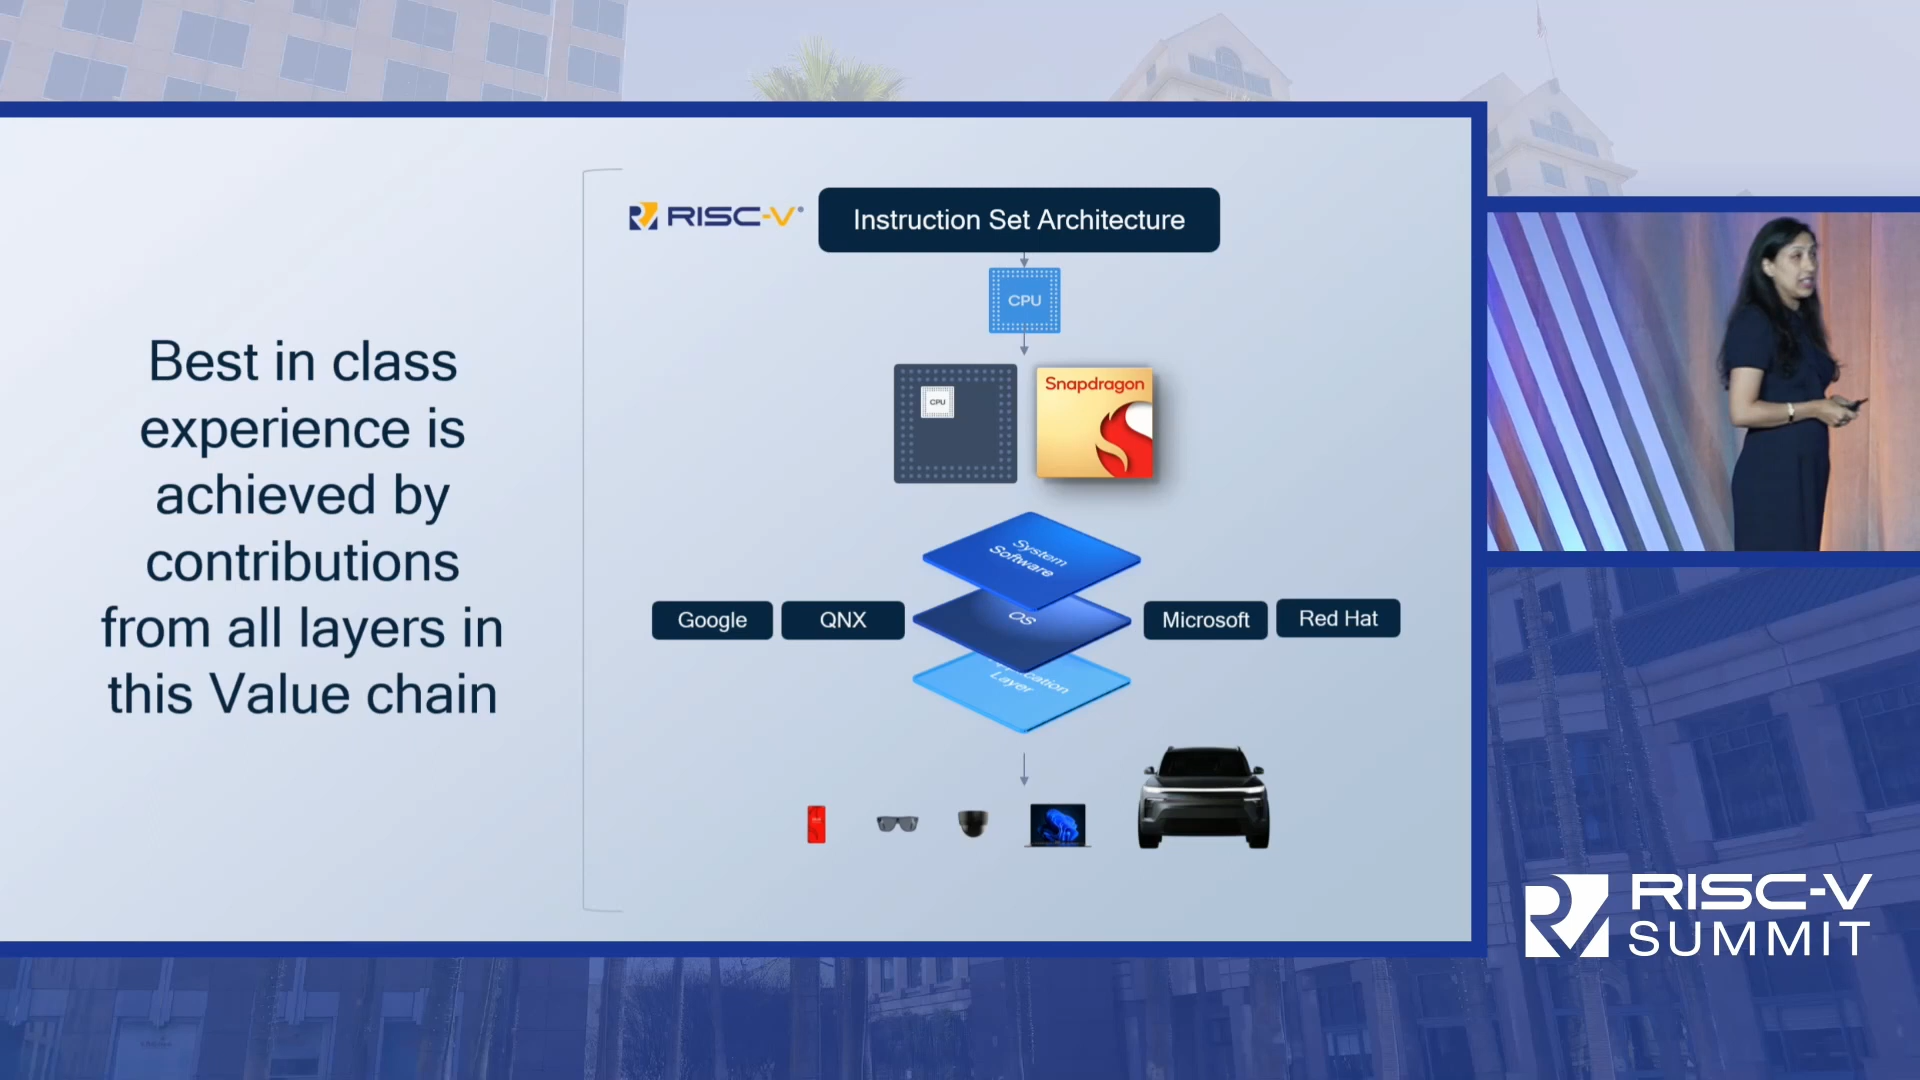 Best in class
experience is
achieved by
contributions
from all layers in
this Value chain
RISC-V®
Instruction Set Architecture
CPU
CPU
Snapdragon
System
Software
Google
QNX
OS
Microsoft
Red Hat
Layer
RISC-V
SUMMIT